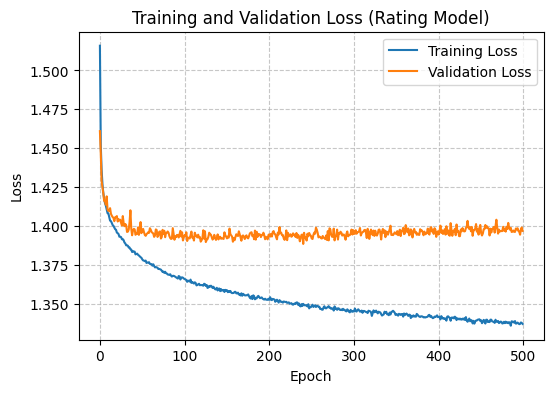 Training and Validation Loss (Rating Model)
Training Loss
Validation Loss
Loss
1.500
1.475
1.450
1.425
1.400
1.375
1.350
0 100 200 300 400 500
Epoch